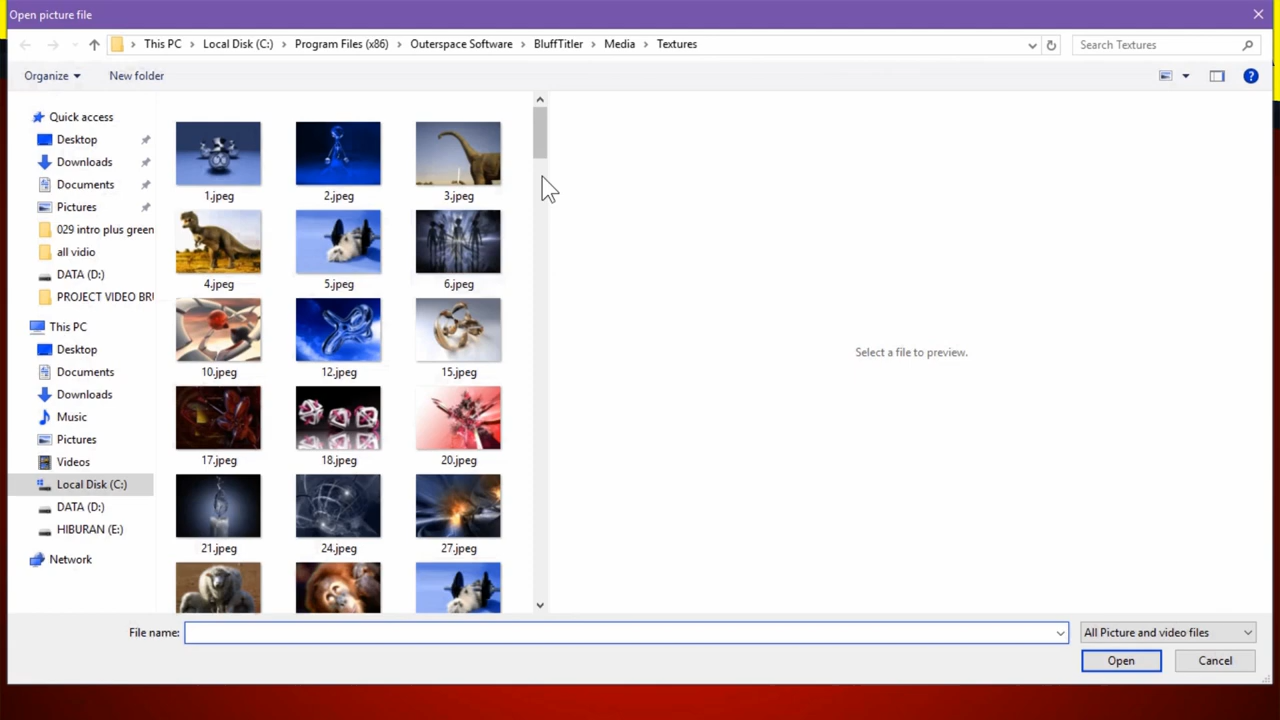 Open picture file
This PC > Local Disk (C:) > Program Files (x86) > Outerspace Software > BluffTitler > Media > Textures
Search Textures
Organize
New folder
Quick access
Desktop
Downloads
Documents
Pictures
029 intro plus green
all vidio
DATA (D:)
PROJECT VIDEO BRU
This PC
Desktop
Documents
Downloads
Music
Pictures
Videos
Local Disk (C:)
DATA (D:)
HIBURAN (E:)
Network
1.jpeg
2.jpeg
3.jpeg
4.jpeg
5.jpeg
6.jpeg
10.jpeg
12.jpeg
15.jpeg
17.jpeg
18.jpeg
20.jpeg
21.jpeg
24.jpeg
27.jpeg
Select a file to preview.
File name:
All Picture and video files
Open
Cancel